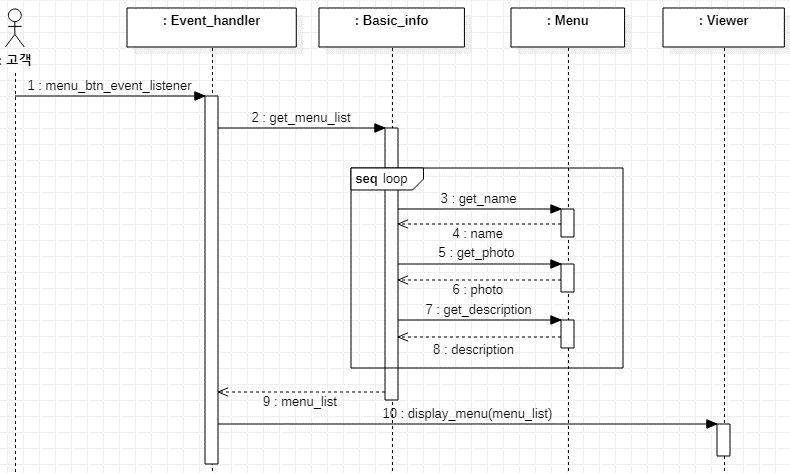 : Event_handler
: Basic_info
: Menu
: Viewer
: 고객
1 : menu_btn_event_listener
2 : get_menu_list
seq loop
3 : get_name
4 : name
5 : get_photo
6 : photo
7 : get_description
8 : description
9 : menu_list
10 : display_menu(menu_list)